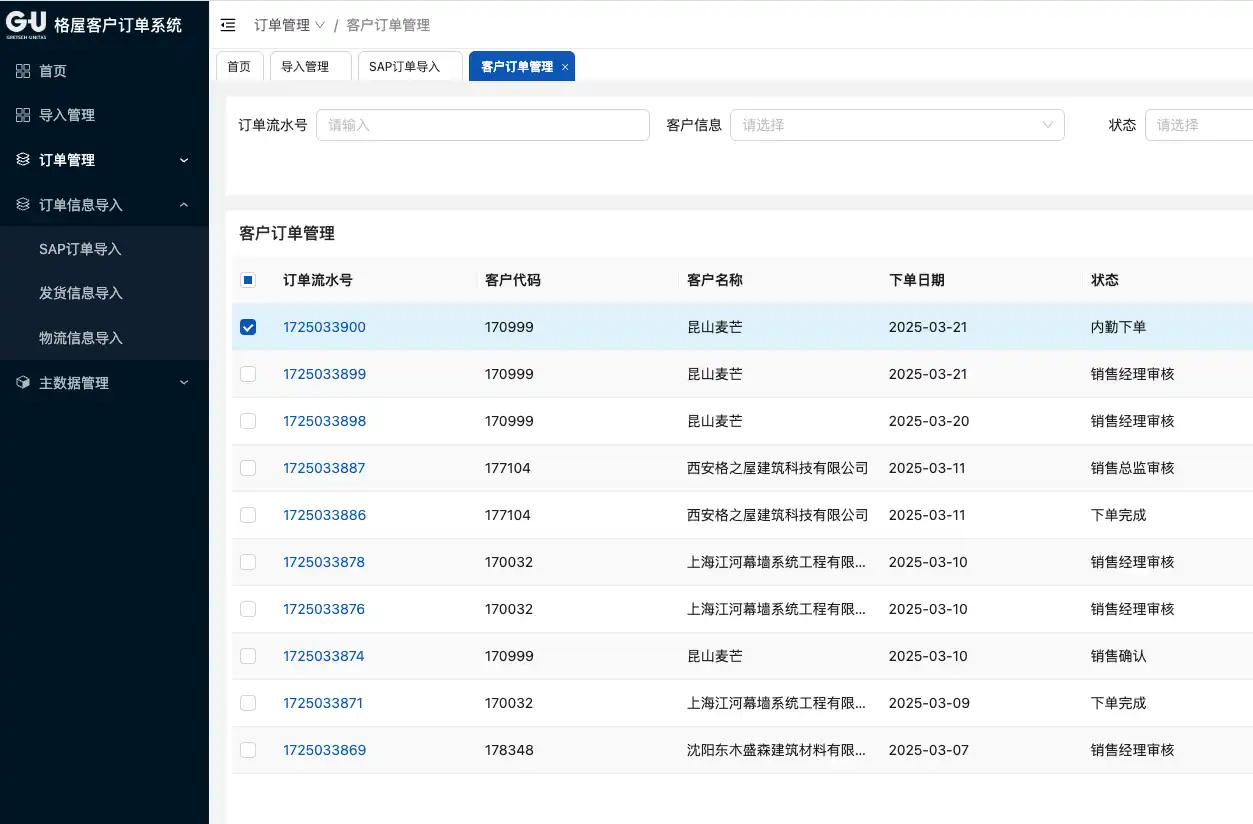 G-U 格屋客户订单系统
GRETSCH-UNITAS
首页
导入管理
订单管理
订单信息导入
SAP订单导入
发货信息导入
物流信息导入
主数据管理
订单管理 / 客户订单管理
首页 导入管理 SAP订单导入 客户订单管理 ×
订单流水号 请输入 客户信息 请选择 状态 请选择
客户订单管理
订单流水号 客户代码 客户名称 下单日期 状态
1725033900 170999 昆山麦芒 2025-03-21 内勤下单
1725033899 170999 昆山麦芒 2025-03-21 销售经理审核
1725033898 170999 昆山麦芒 2025-03-20 销售经理审核
1725033887 177104 西安格之屋建筑科技有限公司 2025-03-11 销售总监审核
1725033886 177104 西安格之屋建筑科技有限公司 2025-03-11 下单完成
1725033878 170032 上海江河幕墙系统工程有限... 2025-03-10 销售经理审核
1725033876 170032 上海江河幕墙系统工程有限... 2025-03-10 销售经理审核
1725033874 170999 昆山麦芒 2025-03-10 销售确认
1725033871 170032 上海江河幕墙系统工程有限... 2025-03-09 下单完成
1725033869 178348 沈阳东木盛森建筑材料有限... 2025-03-07 销售经理审核